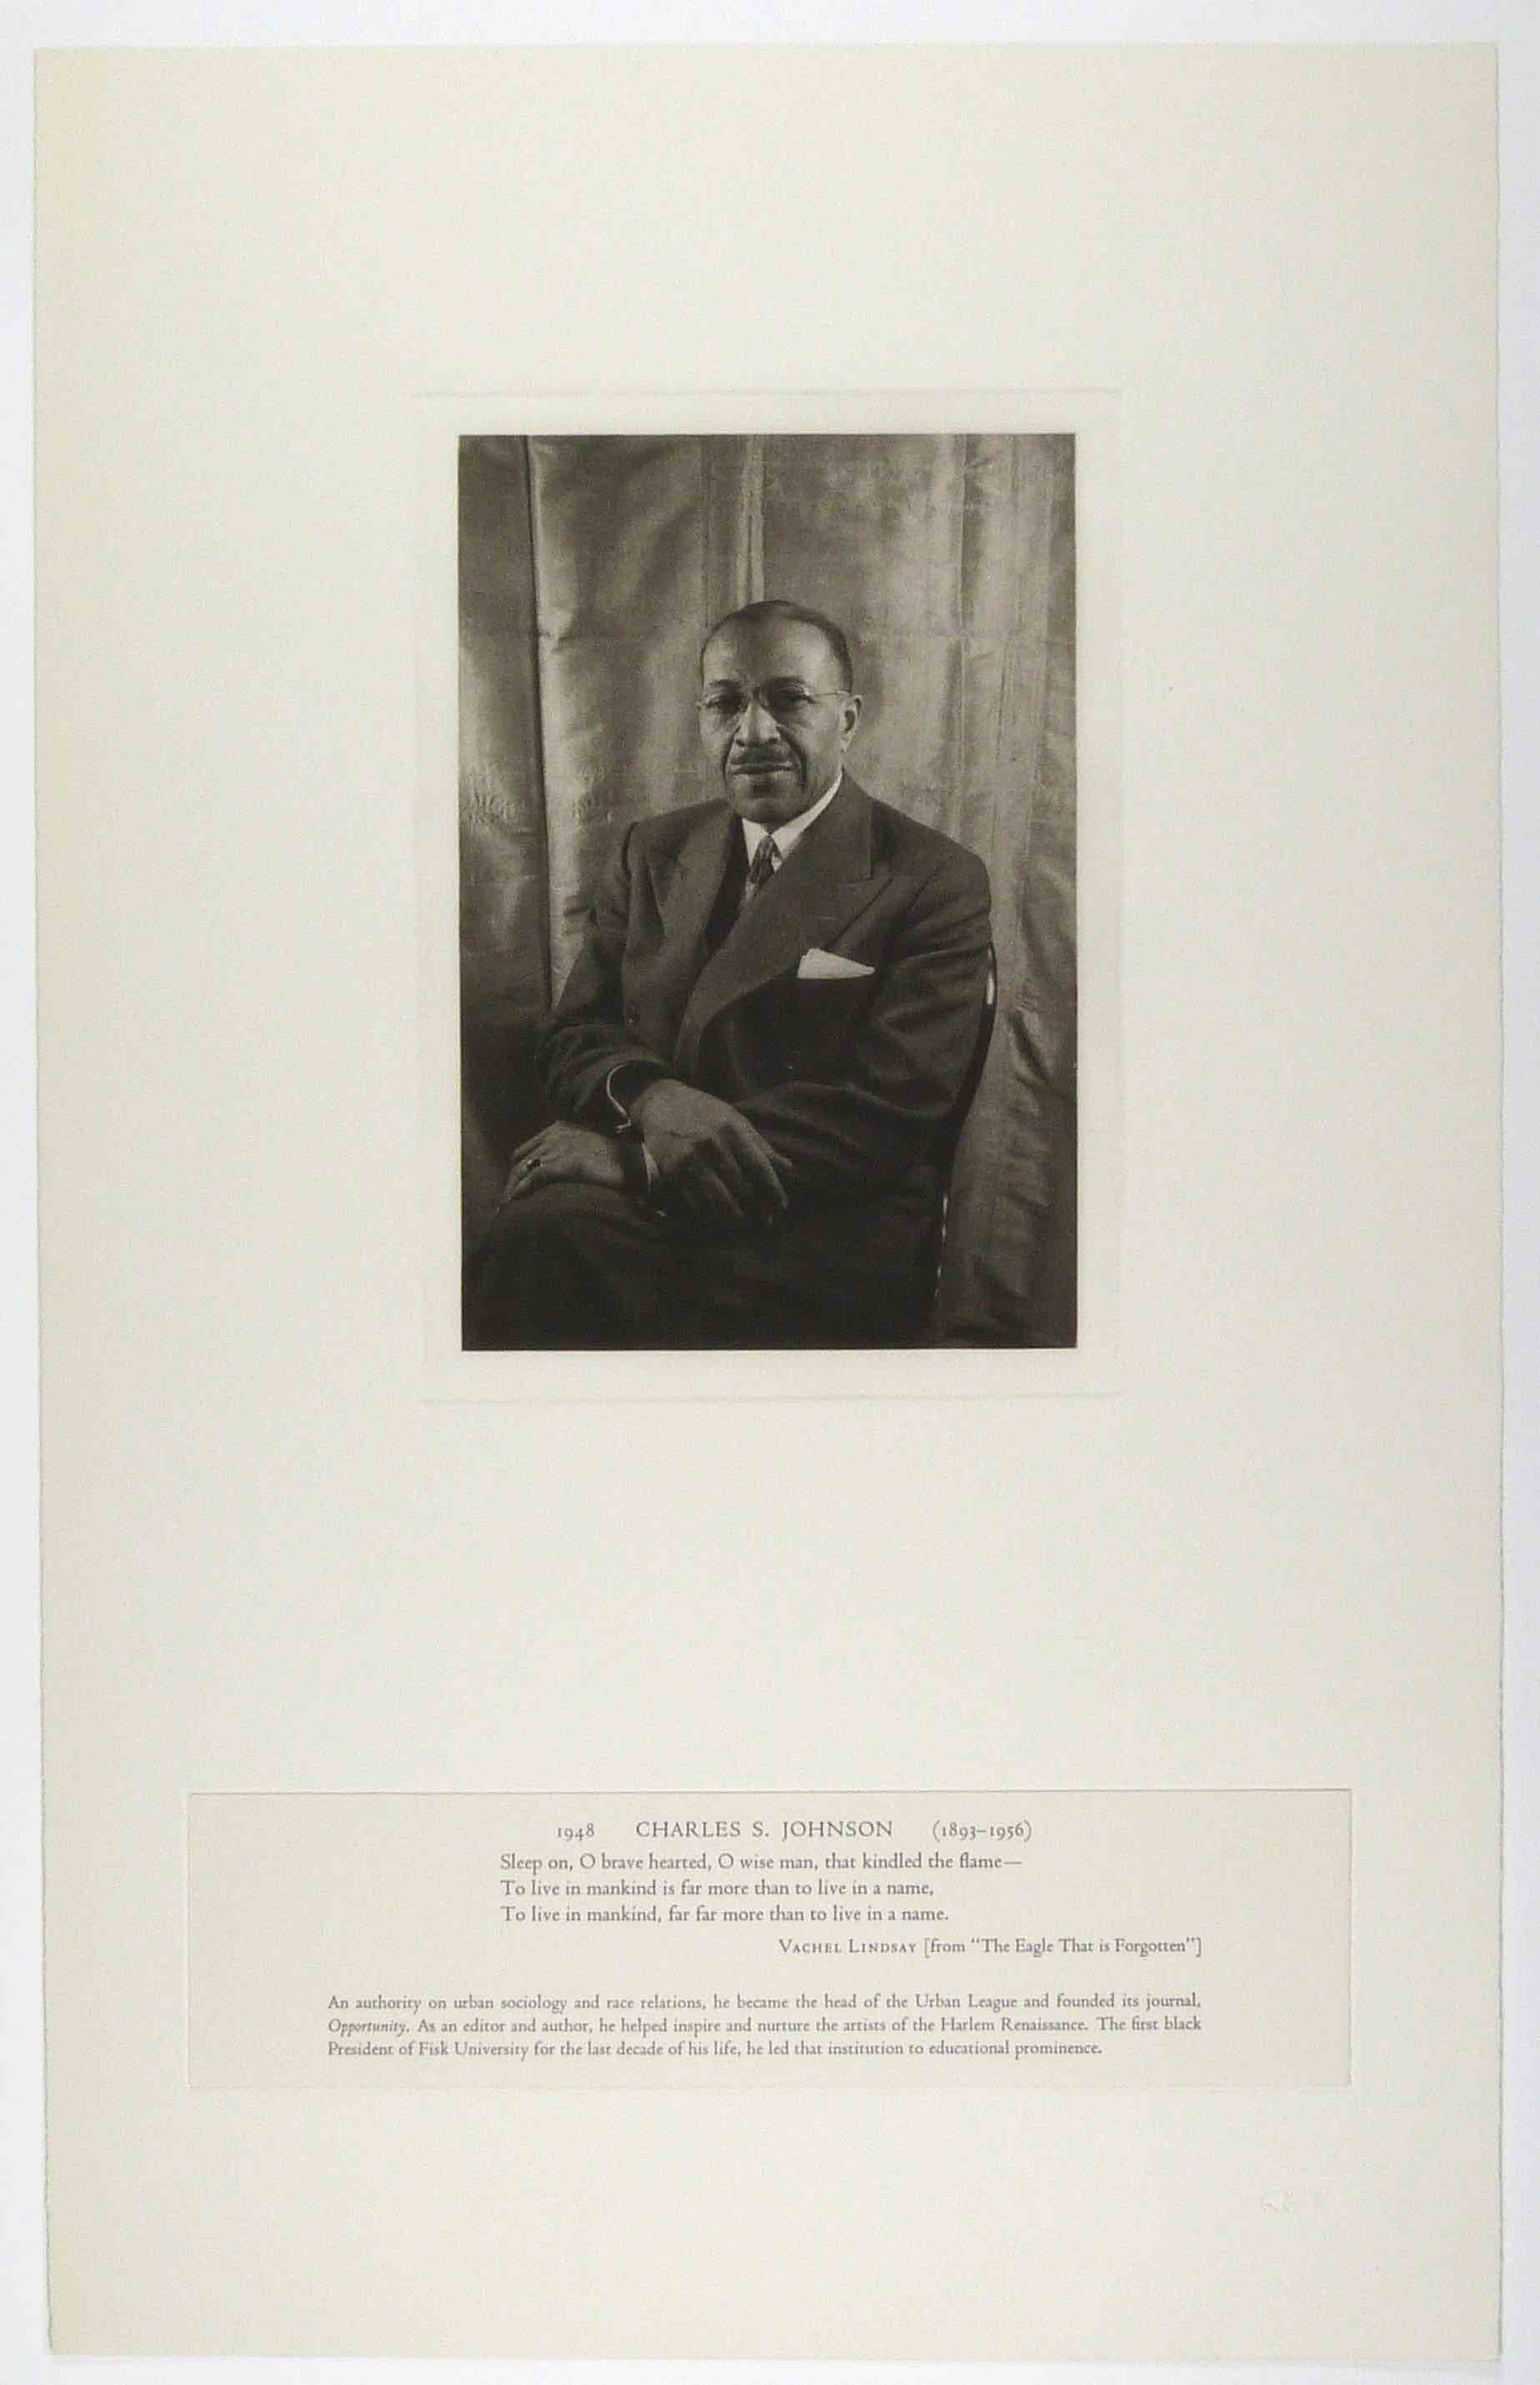 1948 CHARLES S. JOHNSON (1893–1956)
Sleep on, O brave hearted, O wise man, that kindled the flame—
To live in mankind is far more than to live in a name,
To live in mankind, far far more than to live in a name.
VACHEL LINDSAY [from "The Eagle That is Forgotten"]
An authority on urban sociology and race relations, he became the head of the Urban League and founded its journal,
Opportunity. As an editor and author, he helped inspire and nurture the artists of the Harlem Renaissance. The first black
President of Fisk University for the last decade of his life, he led that institution to educational prominence.